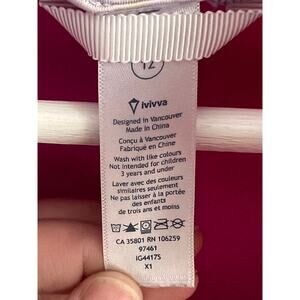 12
ivivva
Designed in Vancouver
Made in China
Conçu à Vancouver
Fabriqué en Chine
Wash with like colours
Not intended for children
3 years and under
Laver avec des couleurs
similaires seulement
Ne pas laisser à la portée
des enfants
de trois ans et moins
CA 35801 RN 106259
97461
IG4417S
X1